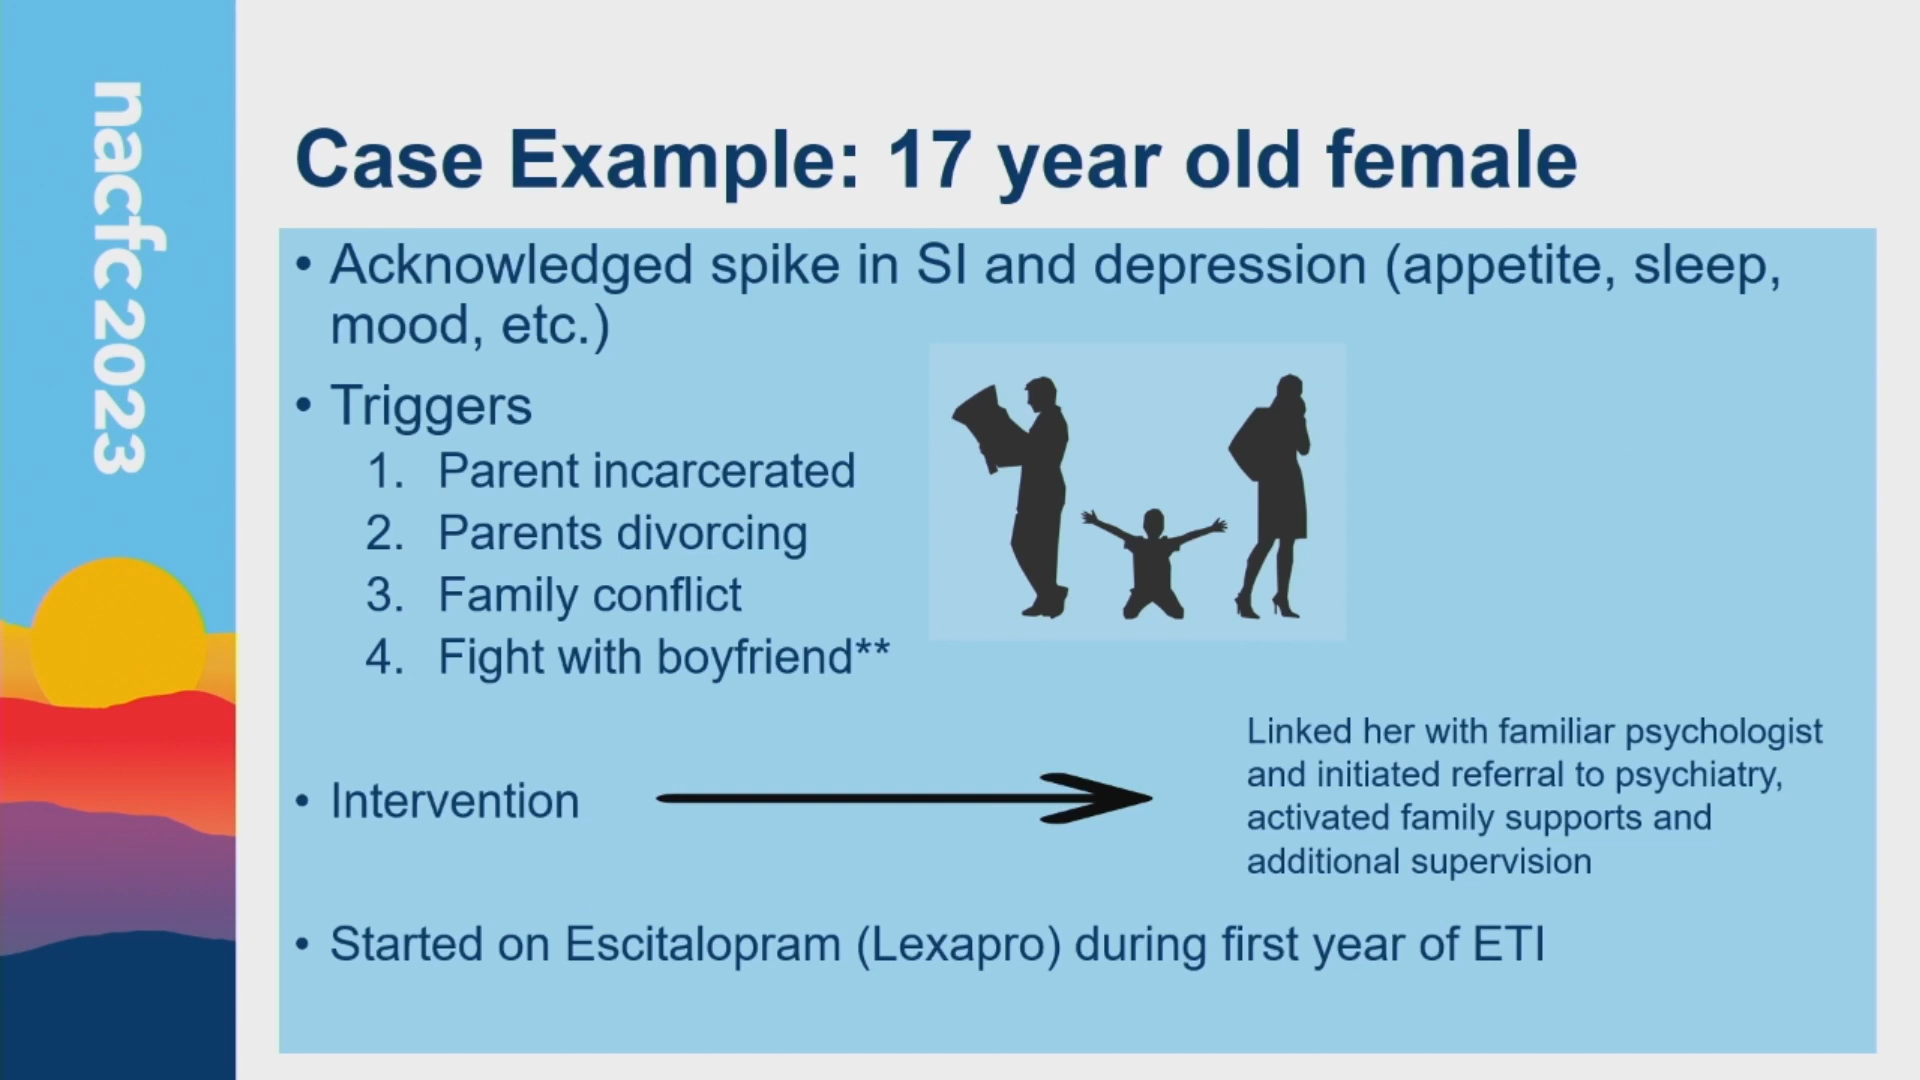 nacfc 2023
Case Example: 17 year old female
• Acknowledged spike in SI and depression (appetite, sleep,
mood, etc.)
• Triggers
1. Parent incarcerated
2. Parents divorcing
3. Family conflict
4. Fight with boyfriend**
• Intervention
Linked her with familiar psychologist
and initiated referral to psychiatry,
activated family supports and
additional supervision
• Started on Escitalopram (Lexapro) during first year of ETI